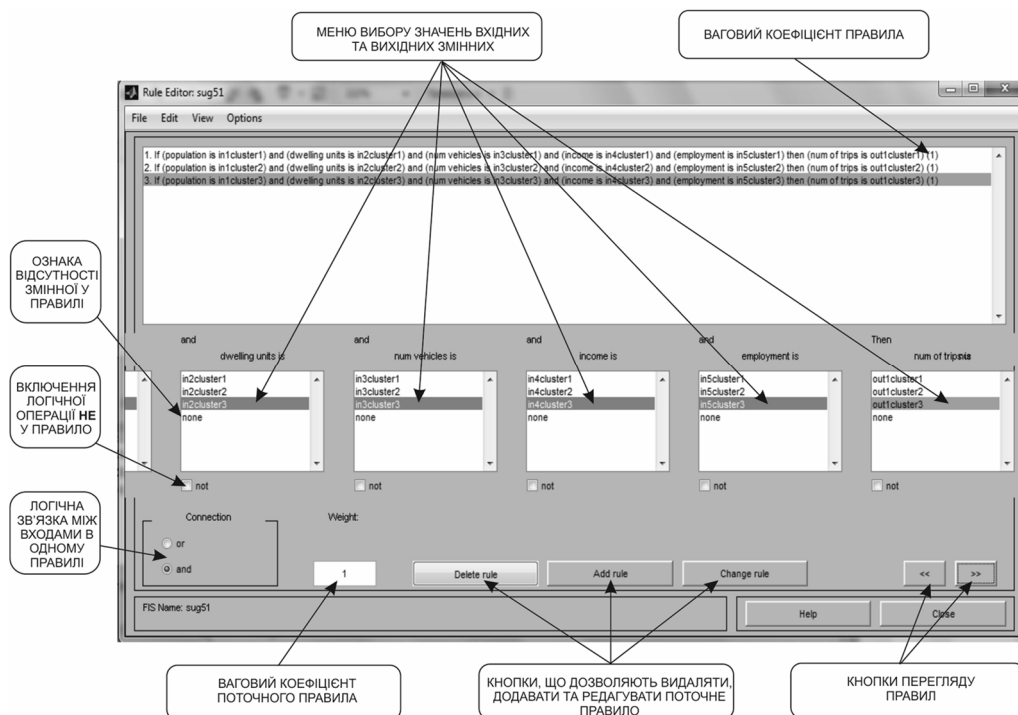 МЕНЮ ВИБОРУ ЗНАЧЕНЬ ВХІДНИХ
ТА ВИХІДНИХ ЗМІННИХ
ВАГОВИЙ КОЕФІЦІЄНТ ПРАВИЛА
Rule Editor: sug51
File Edit View Options
1. If (population is in1cluster1) and (dwelling units is in2cluster1) and (num vehicles is in3cluster1) and (income is in4cluster1) and (employment is in5cluster1) then (num of trips is out1cluster1) (1)
2. If (population is in1cluster2) and (dwelling units is in2cluster2) and (num vehicles is in3cluster2) and (income is in4cluster2) and (employment is in5cluster2) then (num of trips is out1cluster2) (1)
3. If (population is in1cluster3) and (dwelling units is in2cluster3) and (num vehicles is in3cluster3) and (income is in4cluster3) and (employment is in5cluster3) then (num of trips is out1cluster3) (1)
ОЗНАКА
ВІДСУТНОСТІ
ЗМІННОЇ У
ПРАВИЛІ
and and and and Then
dwelling units is num vehicles is income is employment is num of trips is
in2cluster1 in3cluster1 in4cluster1 in5cluster1 out1cluster1
in2cluster2 in3cluster2 in4cluster2 in5cluster2 out1cluster2
in2cluster3 in3cluster3 in4cluster3 in5cluster3 out1cluster3
none none none none none
ВКЛЮЧЕННЯ
ЛОГІЧНОЇ
ОПЕРАЦІЇ НЕ
У ПРАВИЛО
not not not not not
ЛОГІЧНА
ЗВ'ЯЗКА МІЖ
ВХОДАМИ В
ОДНОМУ
ПРАВИЛІ
Connection Weight:
or
and
1 Delete rule Add rule Change rule << >>
FIS Name: sug51 Help Close
ВАГОВИЙ КОЕФІЦІЄНТ
ПОТОЧНОГО ПРАВИЛА
КНОПКИ, ЩО ДОЗВОЛЯЮТЬ ВИДАЛЯТИ,
ДОДАВАТИ ТА РЕДАГУВАТИ ПОТОЧНЕ
ПРАВИЛО
КНОПКИ ПЕРЕГЛЯДУ
ПРАВИЛ